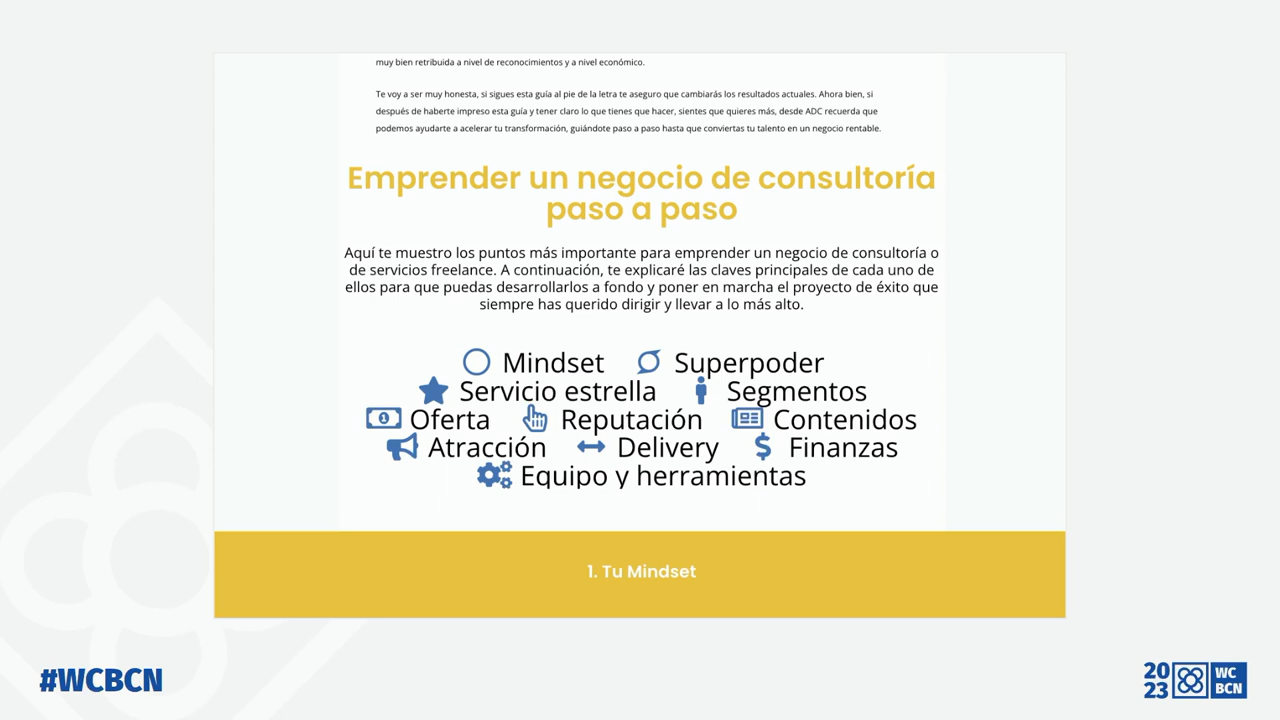 muy bien retribuida a nivel de reconocimientos y a nivel económico.
Te voy a ser muy honesta, si sigues esta guía al pie de la letra te aseguro que cambiarás los resultados actuales. Ahora bien, si
después de haberte impreso esta guía y tener claro lo que tienes que hacer, sientes que quieres más, desde ADC recuerda que
podemos ayudarte a acelerar tu transformación, guiándote paso a paso hasta que conviertas tu talento en un negocio rentable.
Emprender un negocio de consultoría
paso a paso
Aquí te muestro los puntos más importante para emprender un negocio de consultoría o
de servicios freelance. A continuación, te explicaré las claves principales de cada uno de
ellos para que puedas desarrollarlos a fondo y poner en marcha el proyecto de éxito que
siempre has querido dirigir y llevar a lo más alto.
Mindset Superpoder
Servicio estrella Segmentos
Oferta Reputación Contenidos
Atracción Delivery Finanzas
Equipo y herramientas
1. Tu Mindset
#WCBCN
20 WC
23 BCN